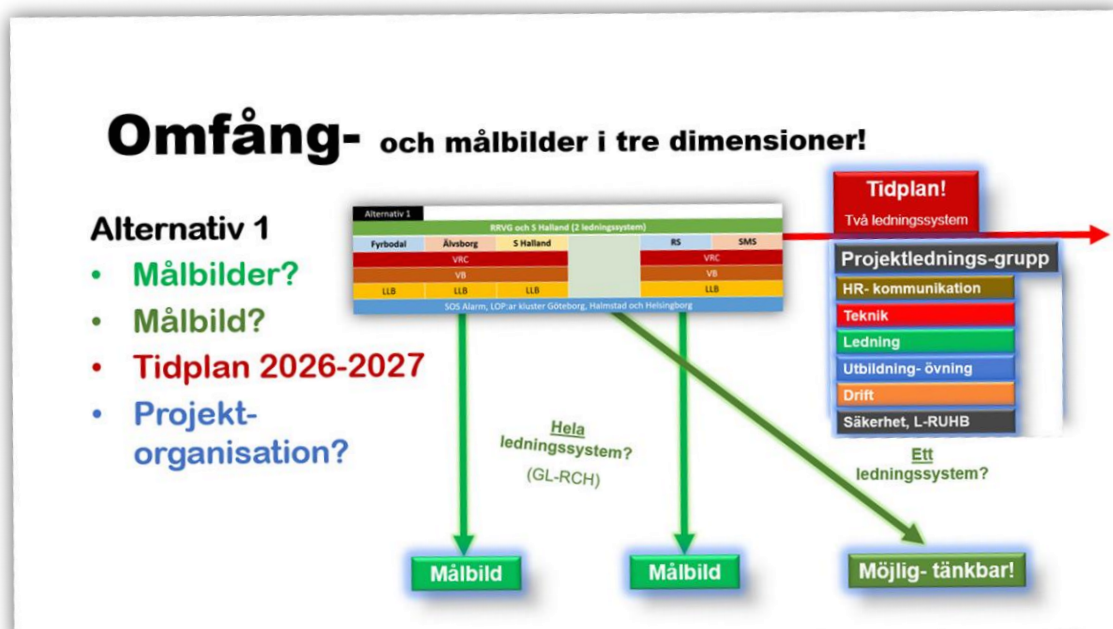 Omfång- och målbilder i tre dimensioner!
Alternativ 1
• Målbilder?
• Målbild?
• Tidplan 2026-2027
• Projekt-
organisation?
Alternativ 1
RRVG och S Halland (2 ledningssystem)
Fyrbodal Älvsborg S Halland RS SMS
VRC VRC
VB VB
LLB LLB LLB LLB
SOS Alarm, LOP:ar kluster Göteborg, Halmstad och Helsingborg
Tidplan!
Två ledningssystem
Projektlednings-grupp
HR- kommunikation
Teknik
Ledning
Utbildning- övning
Drift
Säkerhet, L-RUHB
Hela
ledningssystem?
(GL-RCH)
Ett
ledningssystem?
Målbild
Målbild
Möjlig- tänkbar!